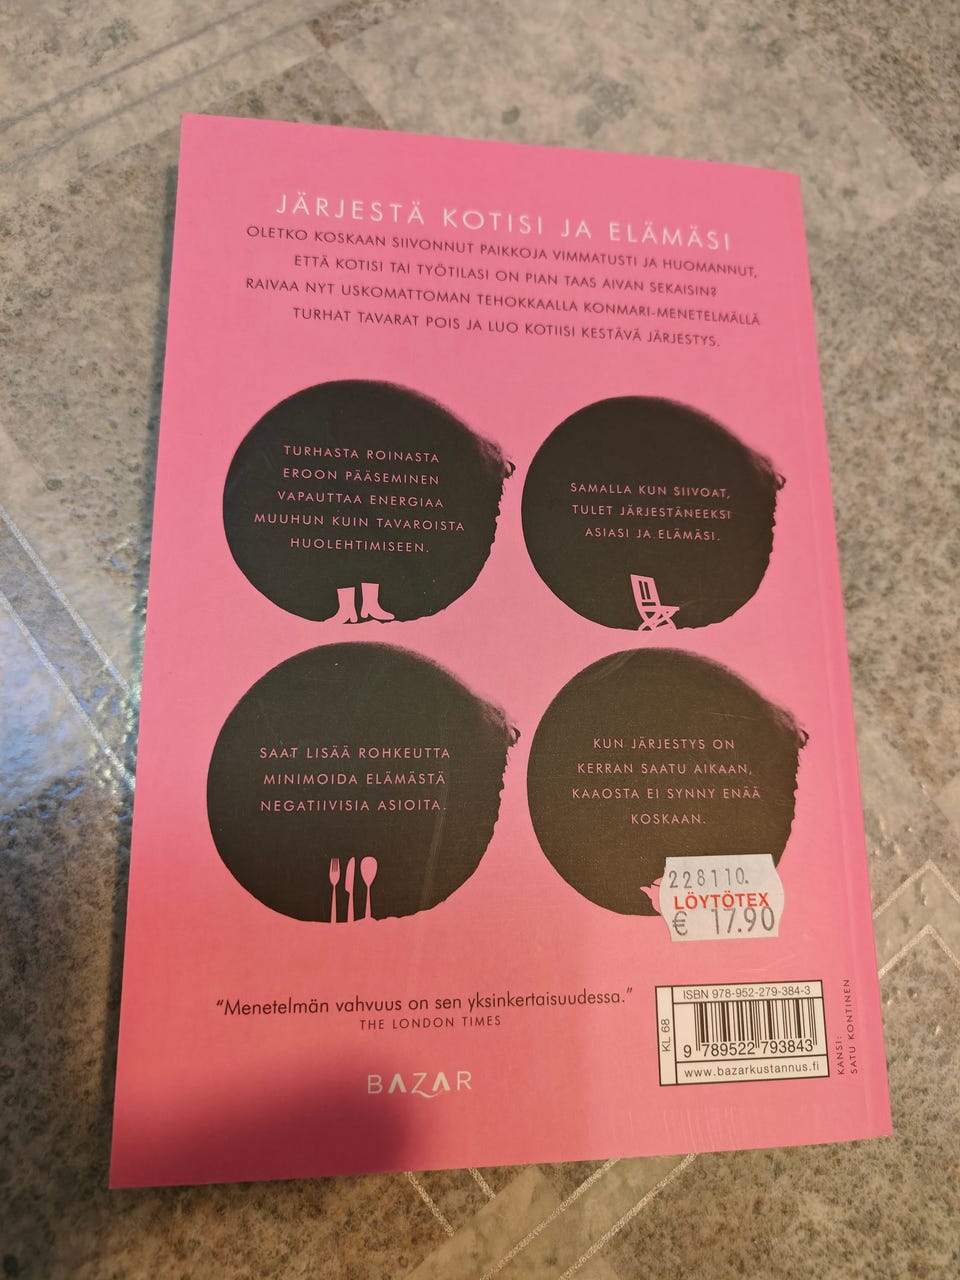 JÄRJESTÄ KOTISI JA ELÄMÄSI
OLETKO KOSKAAN SIIVONNUT PAIKKOJA VIMMATUSTI JA HUOMANNUT,
ETTÄ KOTISI TAI TYÖTILASI ON PIAN TAAS AIVAN SEKAISIN?
RAIVAA NYT USKOMATTOMAN TEHOKKAALLA KONMARI-MENETELMÄLLÄ
TURHAT TAVARAT POIS JA LUO KOTIISI KESTÄVÄ JÄRJESTYS.
TURHASTA ROINASTA
EROON PÄÄSEMINEN
VAPAUTTAA ENERGIAA
MUUHUN KUIN TAVAROISTA
HUOLEHTIMISEEN.
SAMALLA KUN SIIVOAT,
TULET JÄRJESTÄNEEKSI
ASIASI JA ELÄMÄSI.
SAAT LISÄÄ ROHKEUTTA
MINIMOIDA ELÄMÄSTÄ
NEGATIIVISIA ASIOITA.
KUN JÄRJESTYS ON
KERRAN SAATU AIKAAN,
KAAOSTA EI SYNNY ENÄÄ
KOSKAAN.
228110.
LÖYTÖTEX
€ 17.90
"Menetelmän vahvuus on sen yksinkertaisuudessa."
THE LONDON TIMES
BAZAR
KL 68
ISBN 978-952-279-384-3
9 789522 793843
www.bazarkustannus.fi
KANSI:
SATU KONTINEN